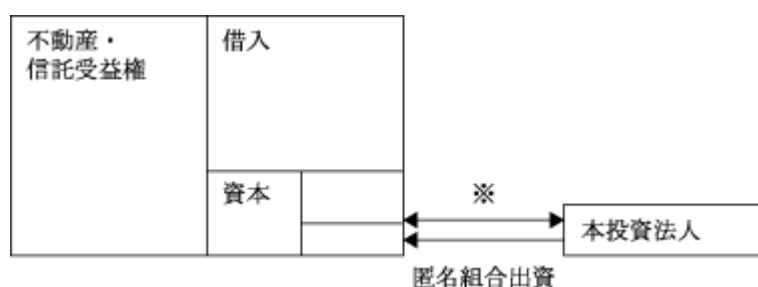 不動産・
信託受益権
借入
資本
※
本投資法人
匿名組合出資